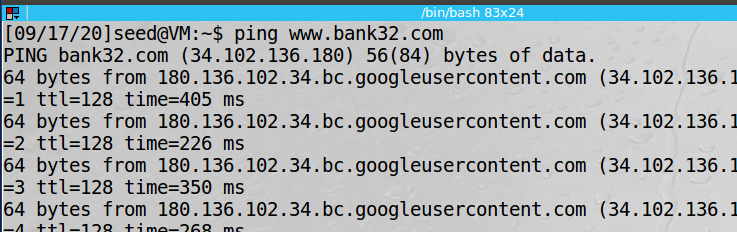 /bin/bash 83x24
[09/17/20]seed@VM:~$ ping www.bank32.com
PING bank32.com (34.102.136.180) 56(84) bytes of data.
64 bytes from 180.136.102.34.bc.googleusercontent.com (34.102.136.1
=1 ttl=128 time=405 ms
64 bytes from 180.136.102.34.bc.googleusercontent.com (34.102.136.1
=2 ttl=128 time=226 ms
64 bytes from 180.136.102.34.bc.googleusercontent.com (34.102.136.1
=3 ttl=128 time=350 ms
64 bytes from 180.136.102.34.bc.googleusercontent.com (34.102.136.1
=4 ttl=128 time=268 ms